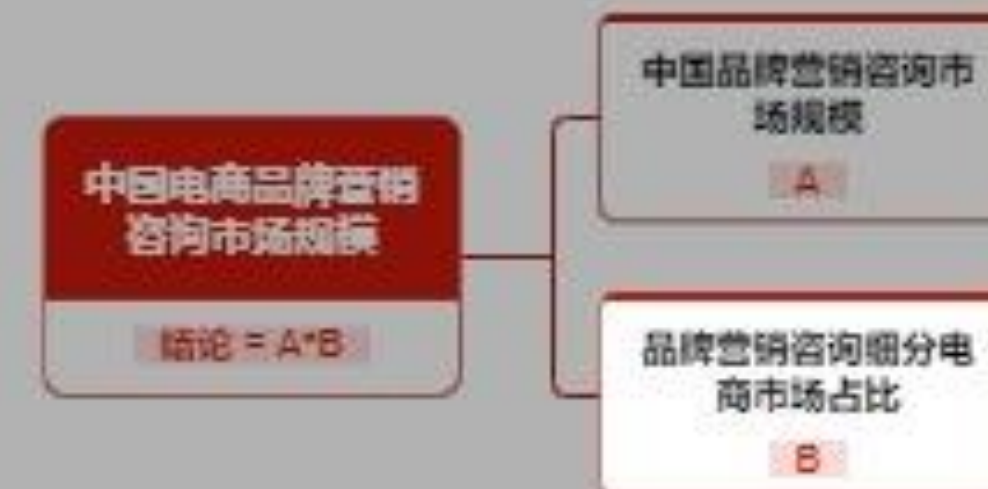 中国电商品牌营销
咨询市场规模
结论 = A*B
中国品牌营销咨询市
场规模
A
品牌营销咨询细分电
商市场占比
B